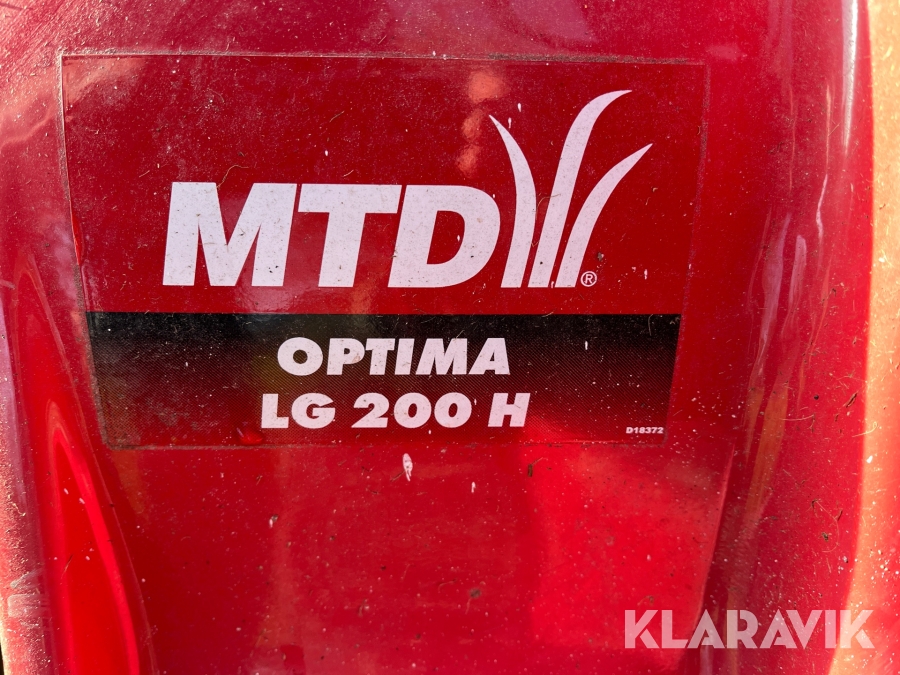 MTD®
OPTIMA
LG 200 H
D18372
KLARAVIK